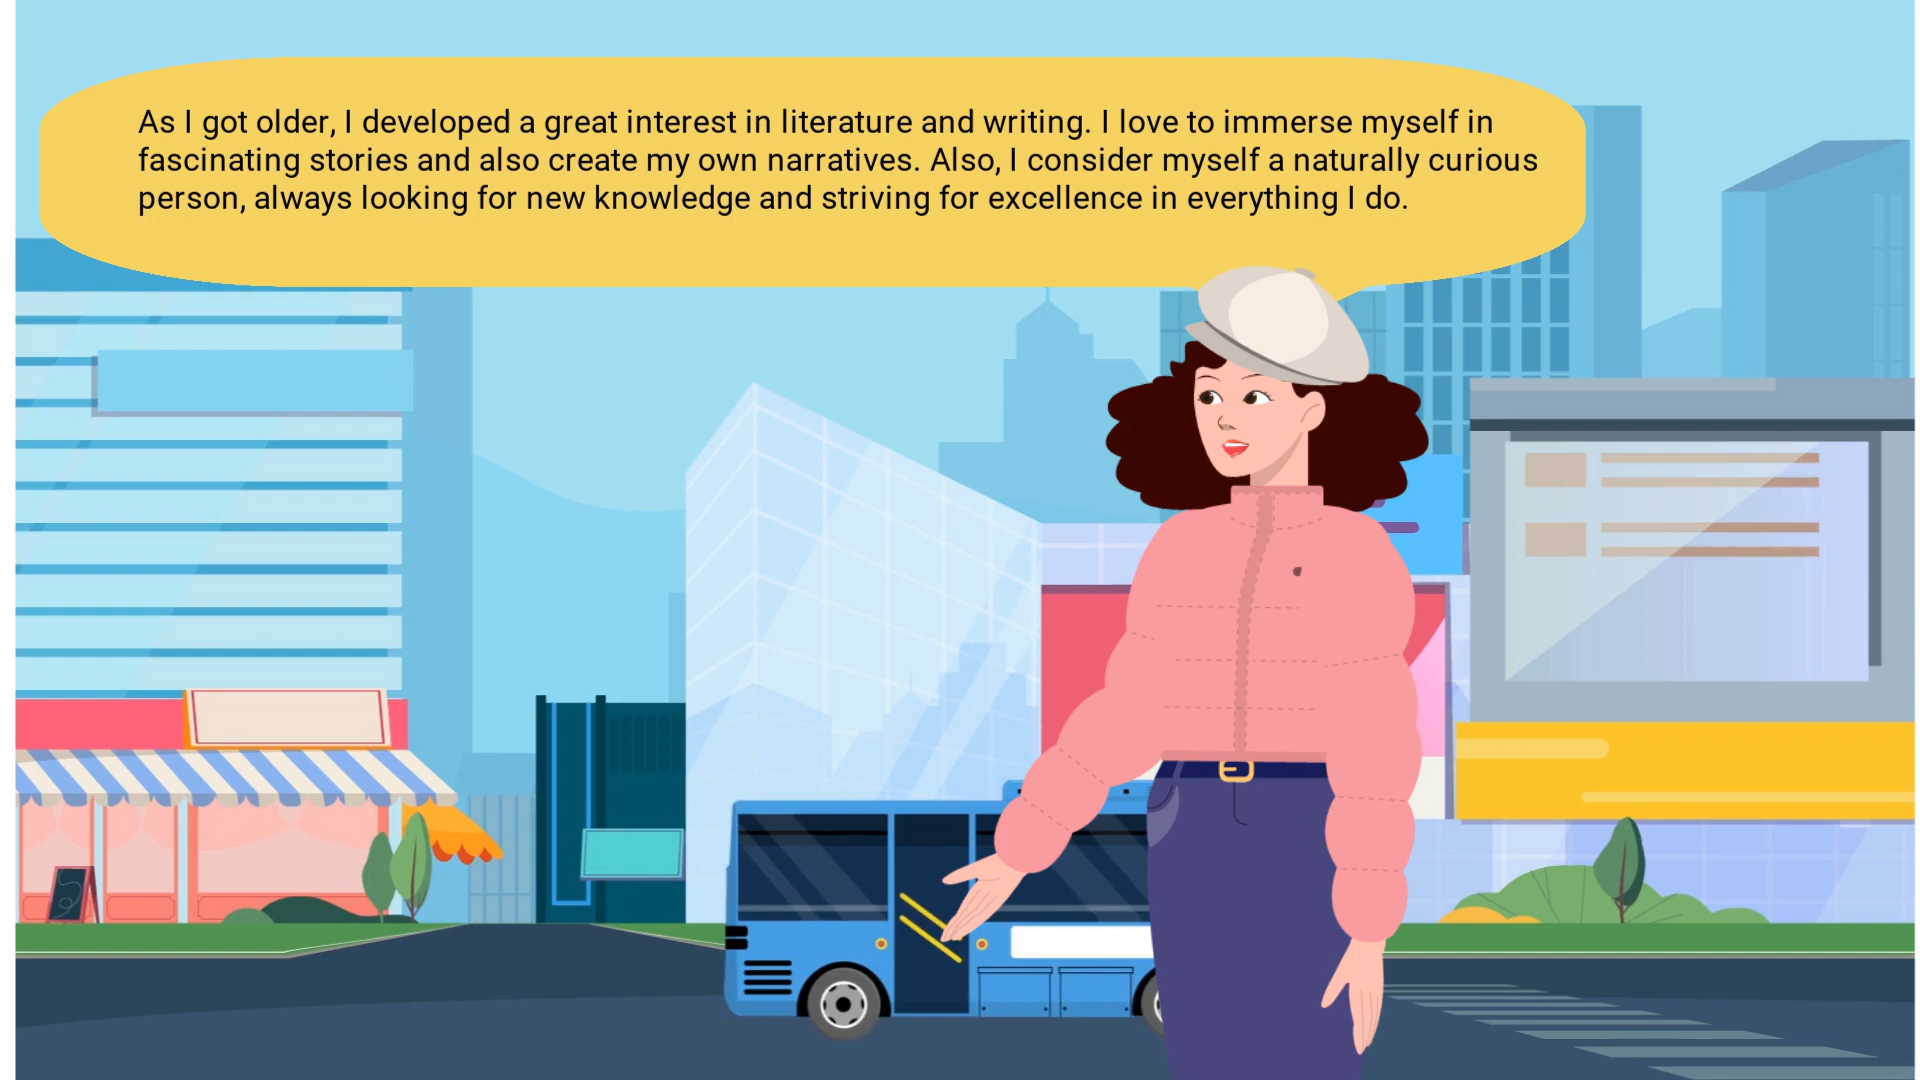 As I got older, I developed a great interest in literature and writing. I love to immerse myself in
fascinating stories and also create my own narratives. Also, I consider myself a naturally curious
person, always looking for new knowledge and striving for excellence in everything I do.